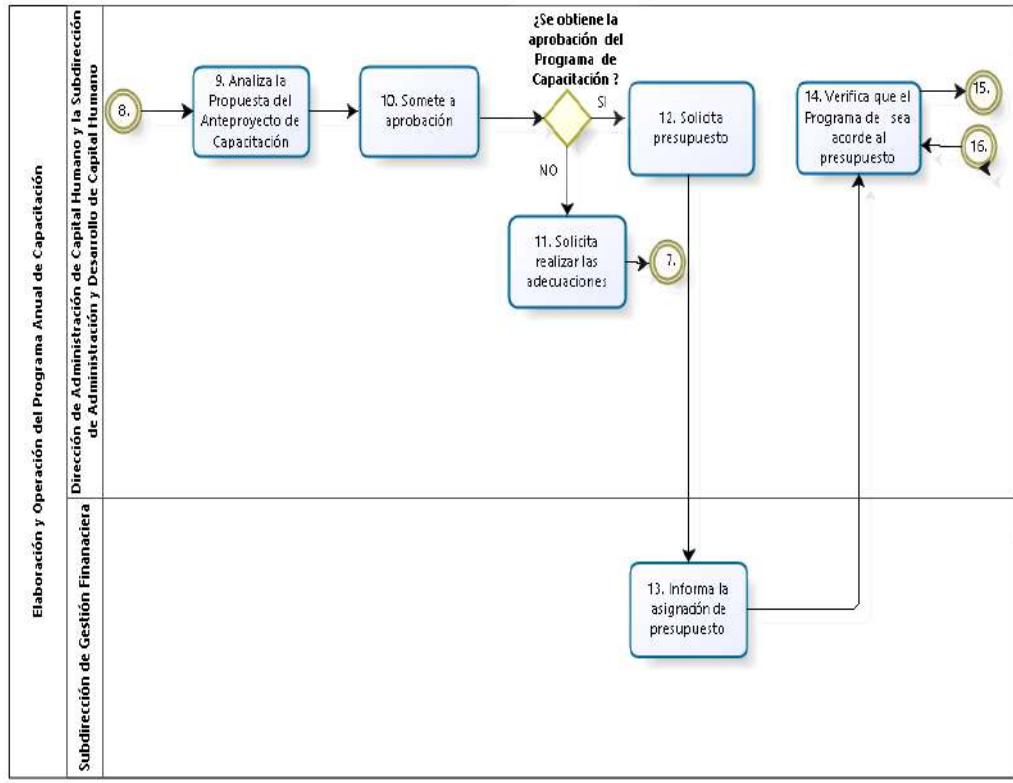 Elaboración y Operación del Programa Anual de Capacitación
Dirección de Administración de Capital Humano y la Subdirección
de Administración y Desarrollo de Capital Humano
8.
9. Analiza la
Propuesta del
Anteproyecto de
Capacitación
10. Somete a
aprobación
¿Se obtiene la
aprobación del
Programa de
Capacitación ?
SI
NO
11. Solicita
realizar las
adecuaciones
7.
12. Solicita
presupuesto
14. Verifica que el
Programa de sea
acorde al
presupuesto
15.
16.
Subdirección de Gestión Finanaciera
13. Informa la
asignación de
presupuesto